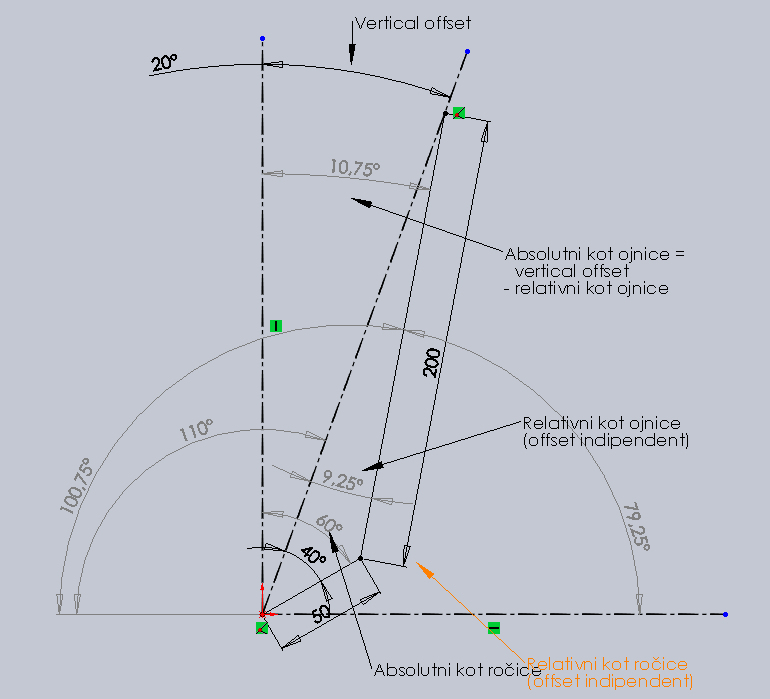 Vertical offset
20°
10,75°
Absolutni kot ojnice =
vertical offset
- relativni kot ojnice
200
Relativni kot ojnice
(offset indipendent)
110°
100,75°
9,25°
60°
79,25°
40°
50
Absolutni kot ročice
Relativni kot ročice
(offset indipendent)